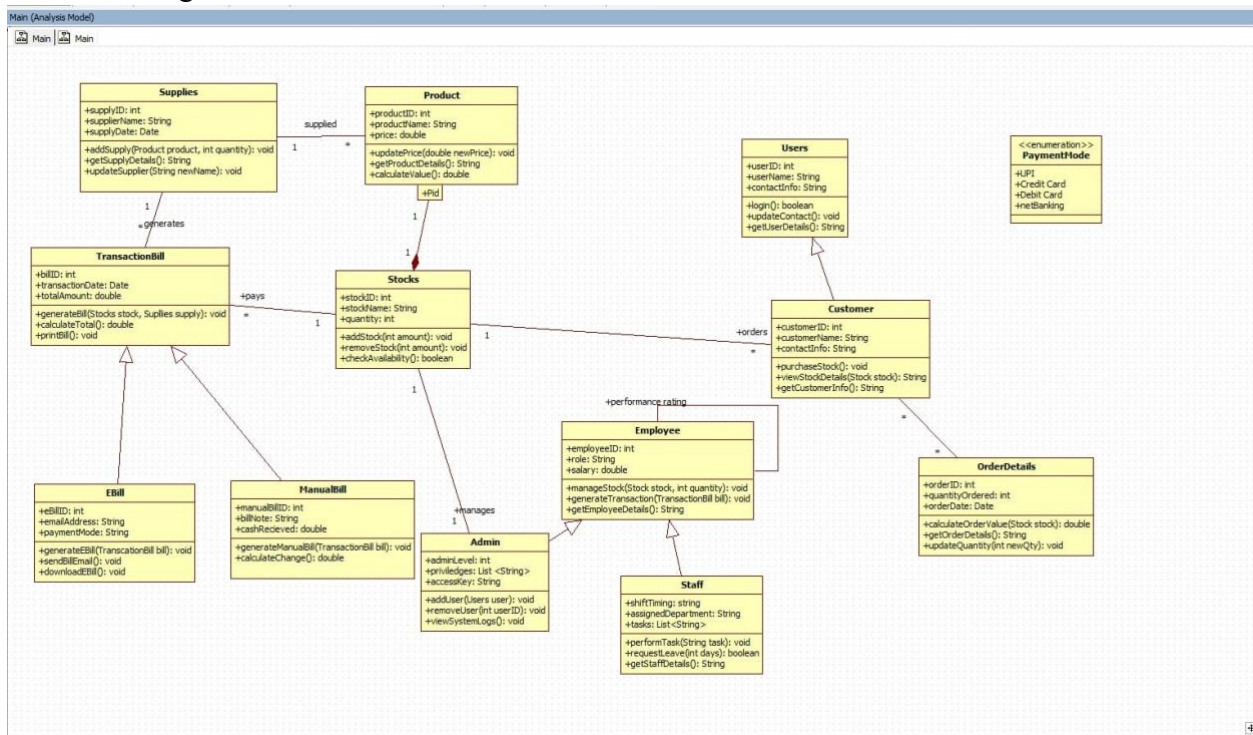 Main (Analysis Model)
Main
Main
Supplies
+supplyID: int
+supplierName: String
+supplyDate: Date
+addSupply(Product product, int quantity): void
+getSupplyDetails(): String
+updateSupplier(String newName): void
supplied
1
*
Product
+productID: int
+productName: String
+price: double
+updatePrice(double newPrice): void
+getProductDetails(): String
+calculateValue(): double
+Pid
1
1
Users
+userID: int
+userName: String
+contactInfo: String
+login(): boolean
+updateContact(): void
+getUserDetails(): String
<<enumeration>>
PaymentMode
+UPI
+Credit Card
+Debit Card
+netBanking
1
*
generates
TransactionBill
+billID: int
+transactionDate: Date
+totalAmount: double
+generateBill(Stocks stock, Supllies supply): void
+calculateTotal(): double
+printBill(): void
+pays
*
1
Stocks
+stockID: int
+stockName: String
+quantity: int
+addStock(int amount): void
+removeStock(int amount): void
+checkAvailability(): boolean
1
+orders
*
Customer
+customerID: int
+customerName: String
+contactInfo: String
+purchaseStock(): void
+viewStockDetails(Stock stock): String
+getCustomerInfo(): String
*
*
1
+manages
1
+performance rating
Employee
+employeeID: int
+role: String
+salary: double
+manageStock(Stock stock, int quantity): void
+generateTransaction(TransactionBill bill): void
+getEmployeeDetails(): String
OrderDetails
+orderID: int
+quantityOrdered: int
+orderDate: Date
+calculateOrderValue(Stock stock): double
+getOrderDetails(): String
+updateQuantity(int newQty): void
EBill
+eBillID: int
+emailAddress: String
+paymentMode: String
+generateEBill(TranscationBill bill): void
+sendBillEmail(): void
+downloadEBill(): void
ManualBill
+manualBillID: int
+billNote: String
+cashRecieved: double
+generateManualBill(TransactionBill bill): void
+calculateChange(): double
Admin
+adminLevel: int
+priviledges: List <String>
+accessKey: String
+addUser(Users user): void
+removeUser(int userID): void
+viewSystemLogs(): void
Staff
+shiftTiming: string
+assignedDepartment: String
+tasks: List<String>
+performTask(String task): void
+requestLeave(int days): boolean
+getStaffDetails(): String